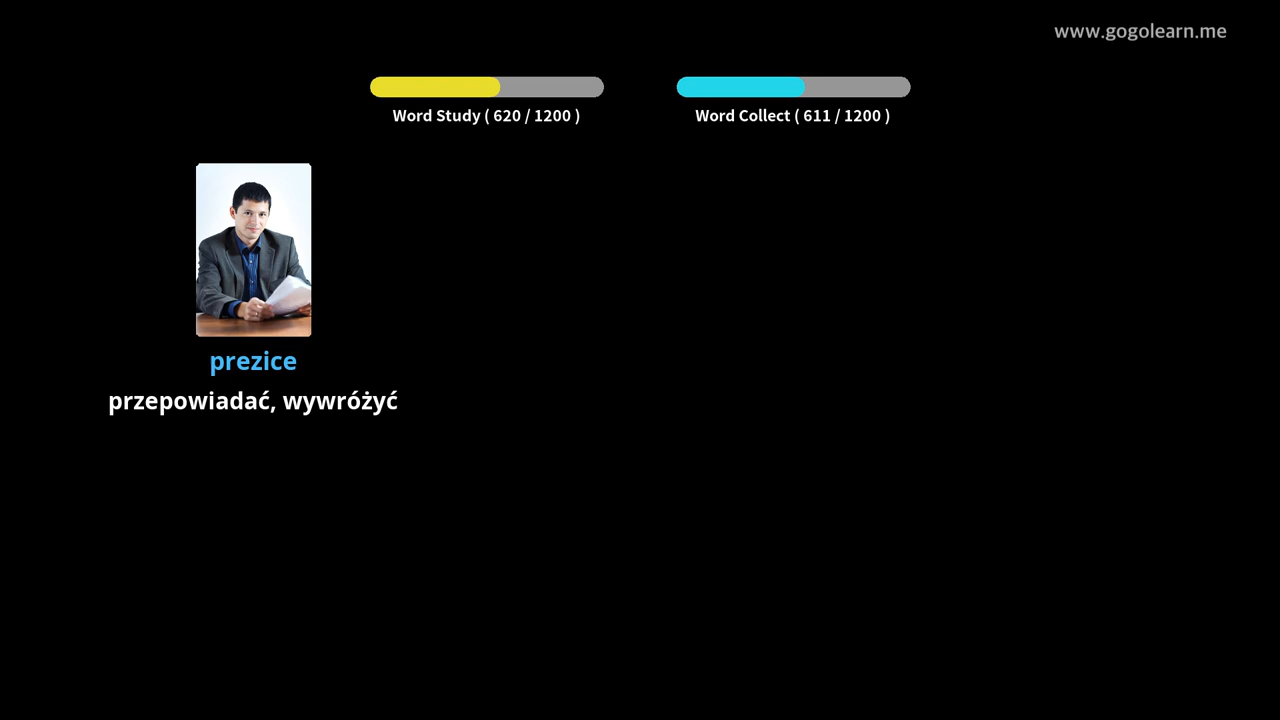 www.gogolearn.me
Word Study ( 620 / 1200 )
Word Collect ( 611 / 1200 )
prezice
przepowiadać, wywróżyć